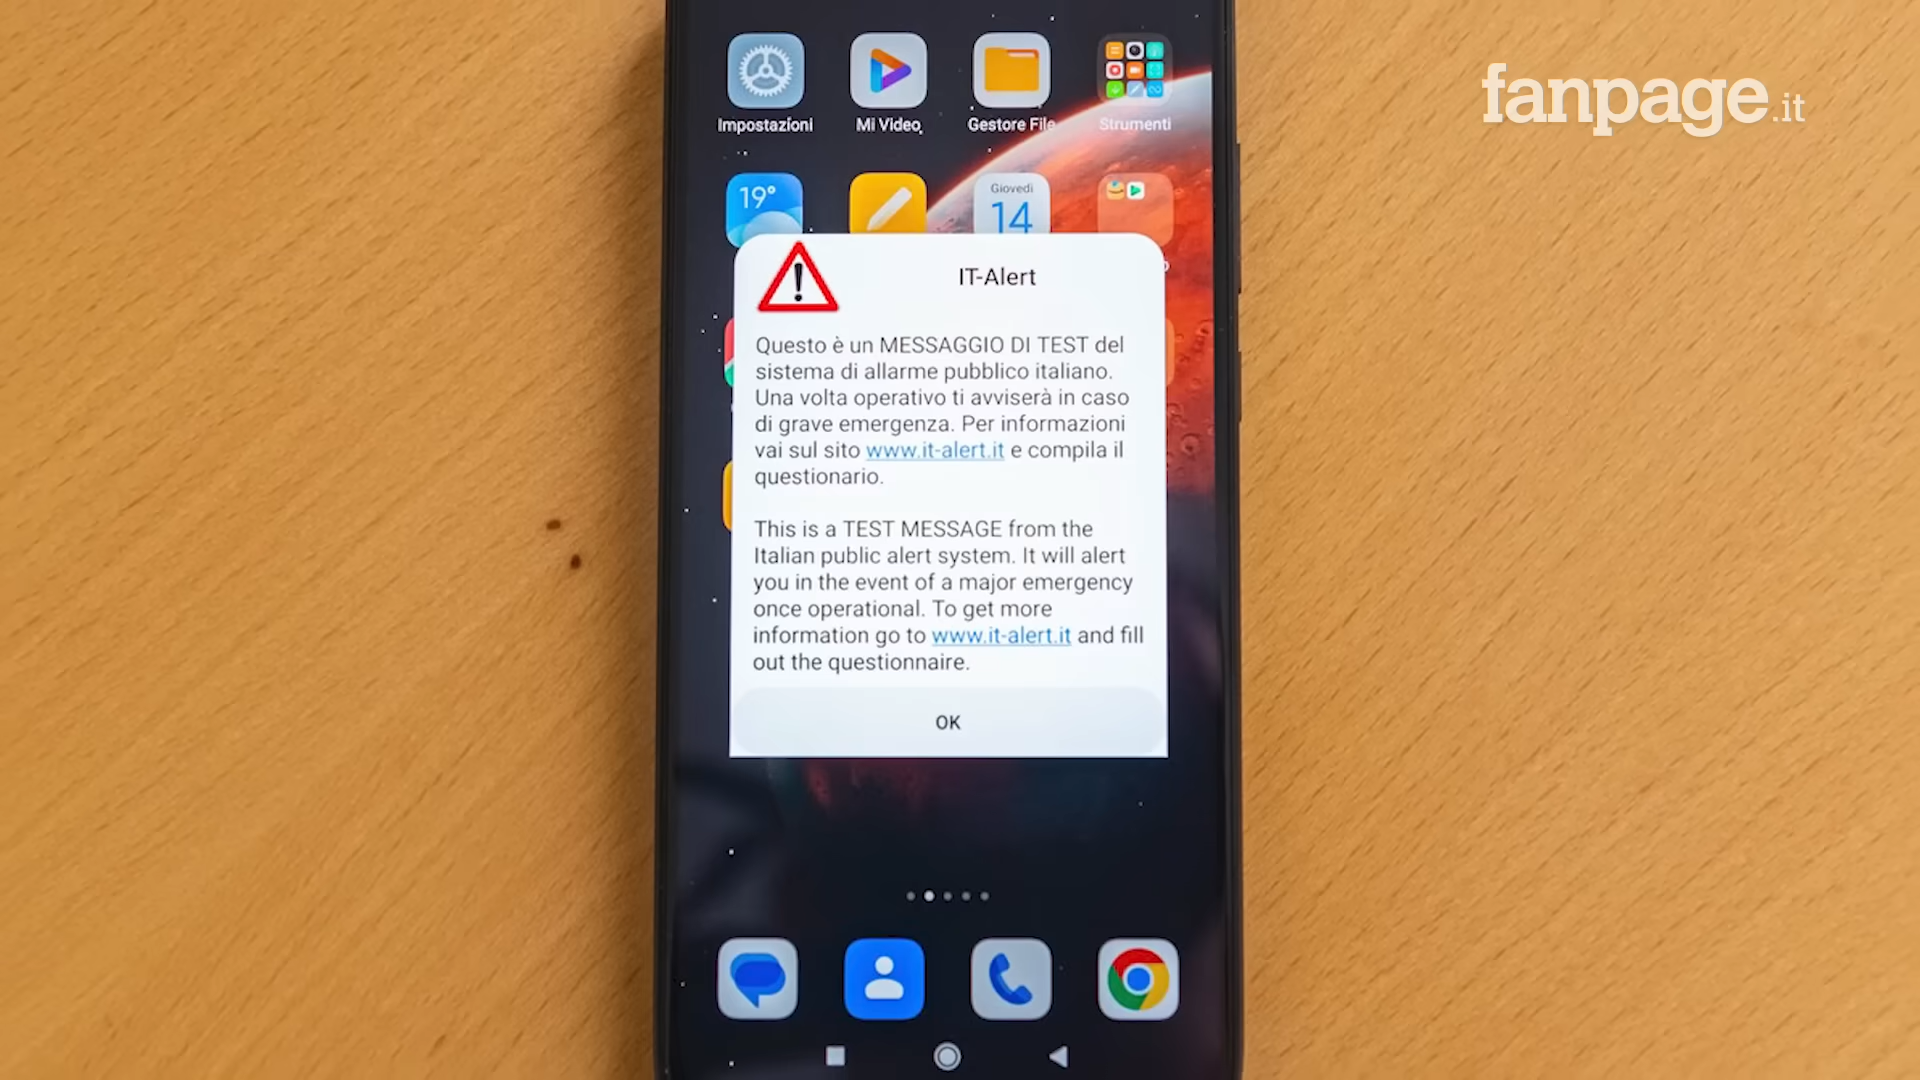 fanpage.it
Impostazioni
Mi Video
Gestore File
Strumenti
19°
Giovedì
14
IT-Alert
Questo è un MESSAGGIO DI TEST del
sistema di allarme pubblico italiano.
Una volta operativo ti avviserà in caso
di grave emergenza. Per informazioni
vai sul sito www.it-alert.it e compila il
questionario.
This is a TEST MESSAGE from the
Italian public alert system. It will alert
you in the event of a major emergency
once operational. To get more
information go to www.it-alert.it and fill
out the questionnaire.
OK